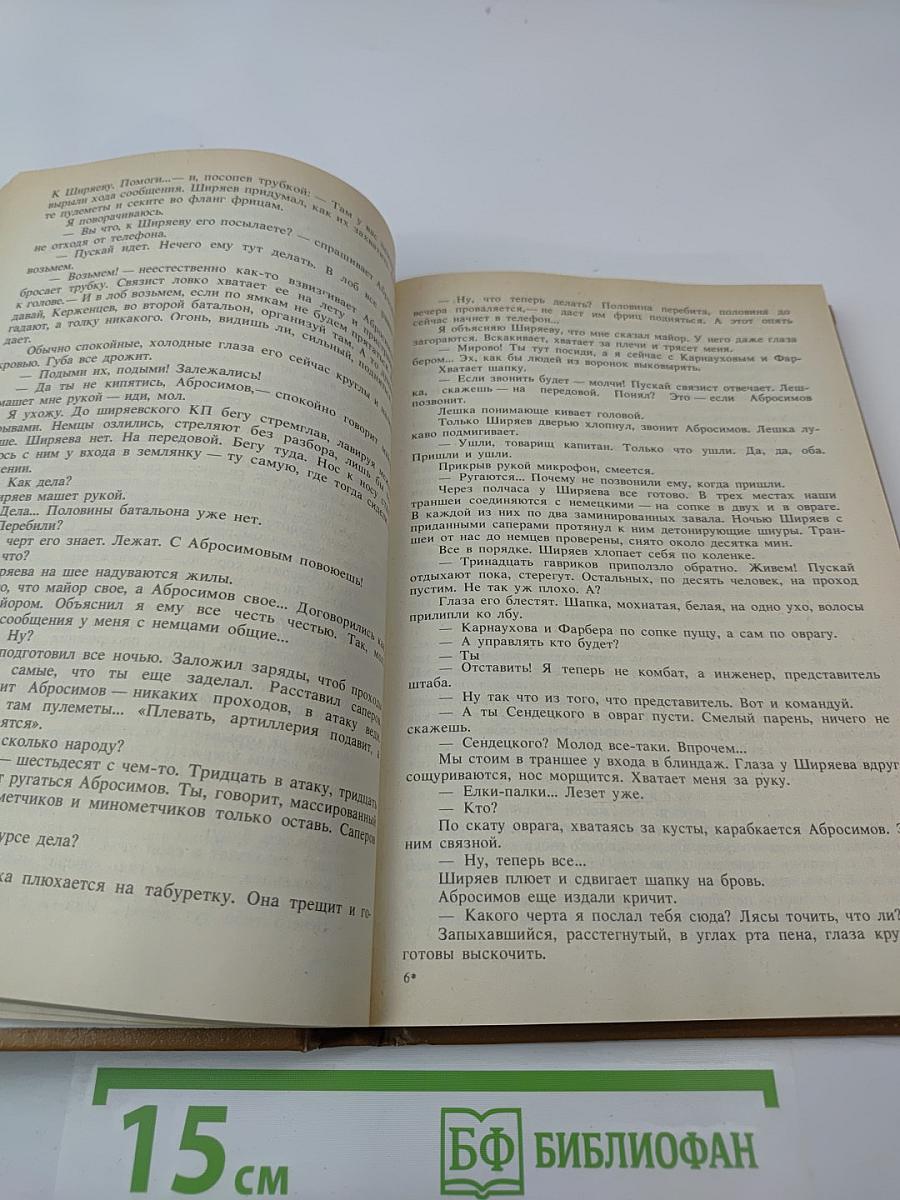 К Ширяеву. Помоги...— и, посопев трубкой: — Там у вас
вырыли хода сообщения. Ширяев придумал, как их захватить
те пулеметы и секите во фланг фрицам.
Я поворачиваюсь.
— Вы что, к Ширяеву его посылаете? — спрашивает
не отходя от телефона.
— Пускай идет. Нечего ему тут делать. В лоб все
возьмем.
— Возьмем! — неестественно как-то взвизгивает
бросает трубку. Связист ловко хватает ее на лету и
к голове.— И в лоб возьмем, если по ямкам не будем
давай, Керженцев, во второй батальон, организуй там. А то
гадают, а толку никакого. Огонь, видишь ли, сильный,
дает.
Обычно спокойные, холодные глаза его сейчас круглы и
кровью. Губа все дрожит.
— Подыми их, подыми! Залежались!
— Да ты не кипятись, Абросимов,— спокойно говорит
машет мне рукой — иди, мол.
Я ухожу. До ширяевского КП бегу стремглав, лавируя
рывами. Немцы озлились, стреляют без разбора, лишь бы
ше. Ширяева нет. На передовой. Бегу туда. Нос к носу
юсь с ним у входа в землянку — ту самую, где тогда
ении.
Как дела?
иряев машет рукой.
Дела... Половины батальона уже нет.
Перебили?
черт его знает. Лежат. С Абросимовым повоюешь!
что?
ряева на шее надуваются жилы.
о, что майор свое, а Абросимов свое... Договорились
йором. Объяснил я ему все честь честью. Так, мол
сообщения у меня с немцами общие...
Ну?
подготовил все ночью. Заложил заряды, чтоб проходы
самые, что ты еще заделал. Расставил саперов
ит Абросимов — никаких проходов, в атаку
там пулеметы... «Плевать, артиллерия подавит,
ятся».
сколько народу?
— шестьдесят с чем-то. Тридцать в атаку, тридцать
т ругаться Абросимов. Ты, говорит, массированный
метчиков и минометчиков только оставь. Саперов
урсе дела?
ка плюхается на табуретку. Она трещит и го-
— Ну, что теперь делать? Половина перебита, половина до
вечера проваляется,— не даст им фриц подняться. А этот опять
сейчас начнет в телефон...
Я объясняю Ширяеву, что мне сказал майор. У него даже глаза
загораются. Вскакивает, хватает за плечи и трясет меня.
— Мирово! Ты тут посиди, а я сейчас с Карнауховым и Фар-
бером... Эх, как бы людей из воронок выковырять.
Хватает шапку.
— Если звонить будет — молчи! Пускай связист отвечает. Леш-
ка, скажешь — на передовой. Понял? Это — если Абросимов
позвонит.
Лешка понимающе кивает головой.
Только Ширяев дверью хлопнул, звонит Абросимов. Лешка лу-
каво подмигивает.
— Ушли, товарищ капитан. Только что ушли. Да, да, оба.
Пришли и ушли.
Прикрыв рукой микрофон, смеется.
— Ругаются... Почему не позвонили ему, когда пришли.
Через полчаса у Ширяева все готово. В трех местах наши
траншеи соединяются с немецкими — на сопке в двух и в овраге.
В каждой из них по два заминированных завала. Ночью Ширяев с
приданными саперами протянул к ним детонирующие шнуры. Тран-
шеи от нас до немцев проверены, снято около десятка мин.
Все в порядке. Ширяев хлопает себя по коленке.
— Тринадцать гавриков приползло обратно. Живем! Пускай
отдыхают пока, стерегут. Остальных, по десять человек, на проход
пустим. Не так уж плохо. А?
Глаза его блестят. Шапка, мохнатая, белая, на одно ухо, волосы
прилипли ко лбу.
— Карнаухова и Фарбера по сопке пущу, а сам по оврагу.
— А управлять кто будет?
— Ты
— Отставить! Я теперь не комбат, а инженер, представитель
штаба.
— Ну так что из того, что представитель. Вот и командуй.
— А ты Сендецкого в овраг пусти. Смелый парень, ничего не
скажешь.
— Сендецкого? Молод все-таки. Впрочем...
Мы стоим в траншее у входа в блиндаж. Глаза у Ширяева вдруг
сощуриваются, нос морщится. Хватает меня за руку.
— Елки-палки... Лезет уже.
— Кто?
По скату оврага, хватаясь за кусты, карабкается Абросимов. З
ним связной.
— Ну, теперь все...
Ширяев плюет и сдвигает шапку на бровь.
Абросимов еще издали кричит.
— Какого черта я послал тебя сюда? Лясы точить, что ли?
Запыхавшийся, расстегнутый, в углах рта пена, глаза кру
готовы выскочить.
6*
15 см
БФ БИБЛИОФАН